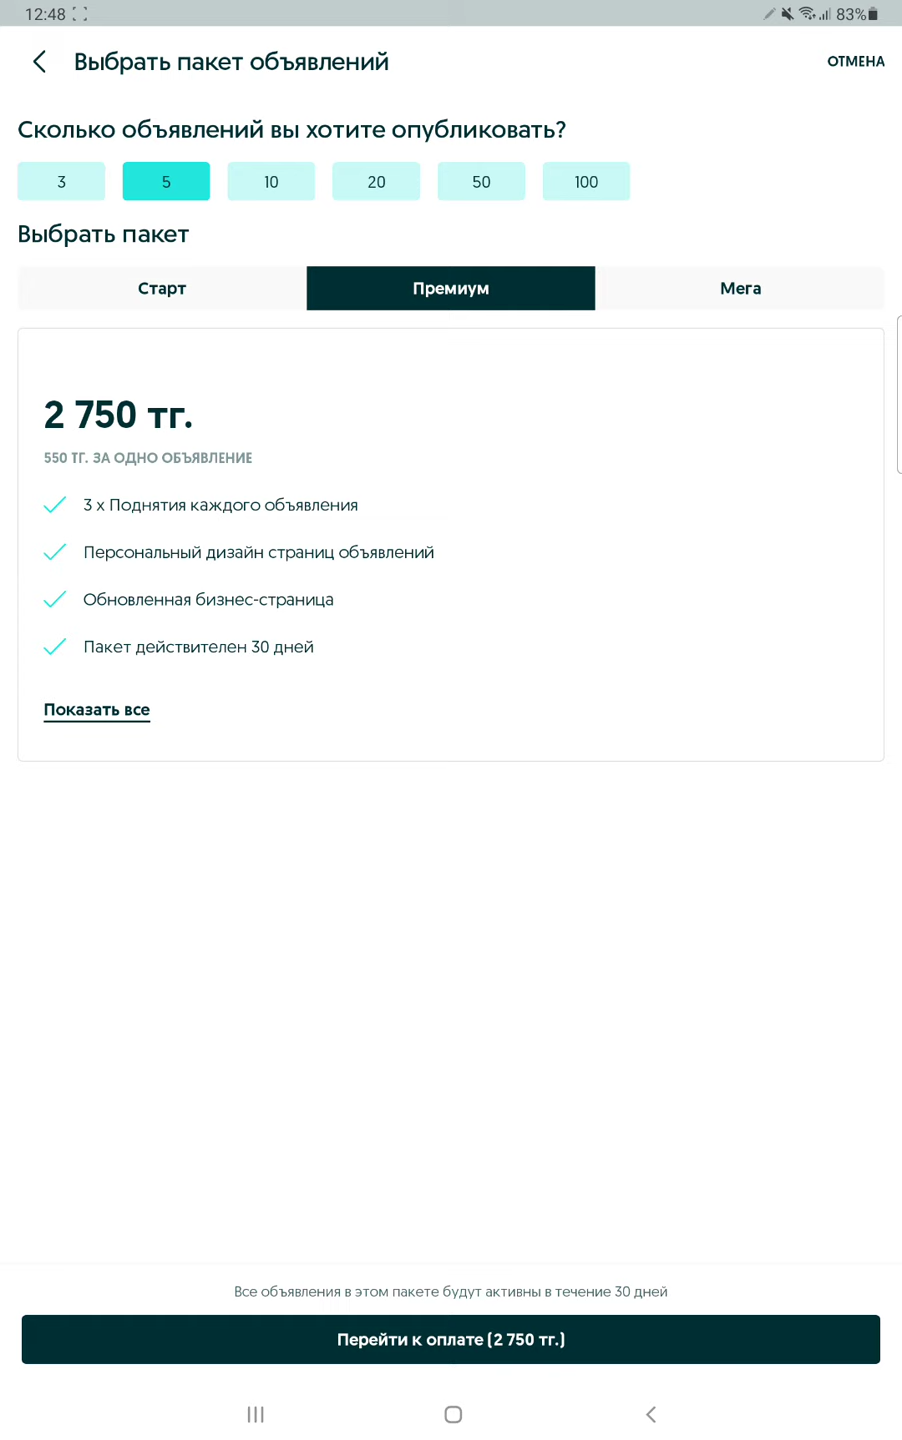 12:48 83%
Выбрать пакет объявлений ОТМЕНА
Сколько объявлений вы хотите опубликовать?
3 5 10 20 50 100
Выбрать пакет
Старт Премиум Мега
2 750 тг.
550 ТГ. ЗА ОДНО ОБЪЯВЛЕНИЕ
3 x Поднятия каждого объявления
Персональный дизайн страниц объявлений
Обновленная бизнес-страница
Пакет действителен 30 дней
Показать все
Все объявления в этом пакете будут активны в течение 30 дней
Перейти к оплате (2 750 тг.)